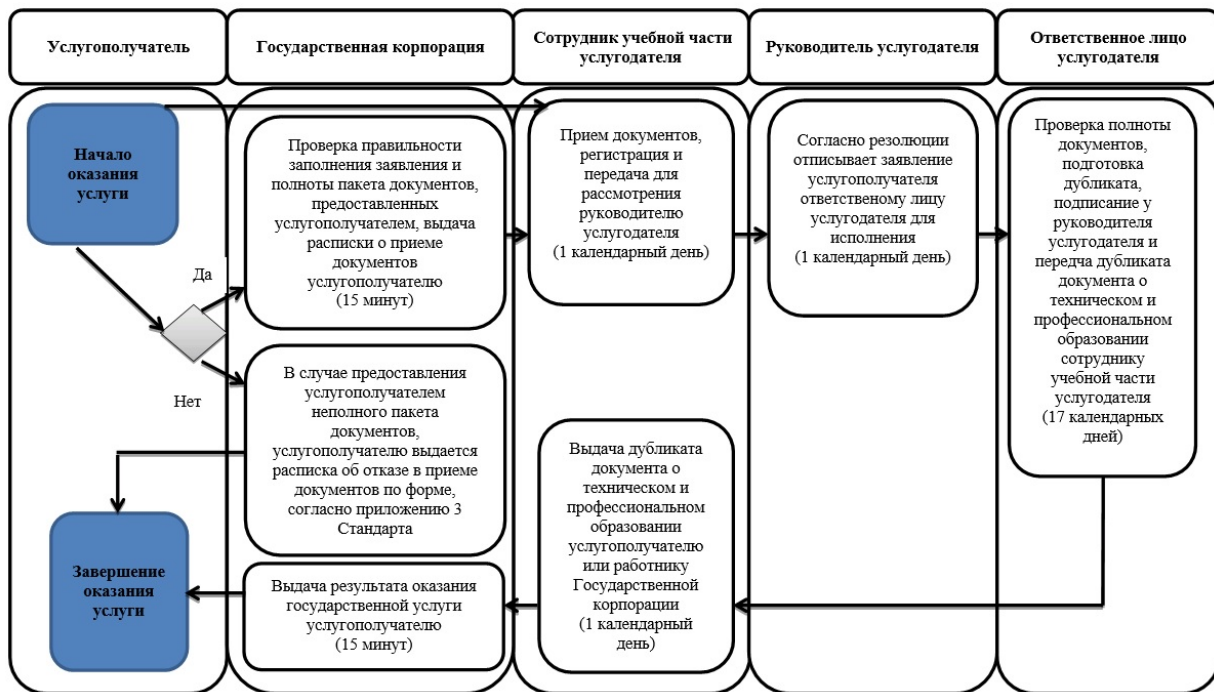 Услугополучатель
Государственная корпорация
Сотрудник учебной части
услугодателя
Руководитель услугодателя
Ответственное лицо
услугодателя
Начало
оказания
услуги
Да
Нет
Проверка правильности
заполнения заявления и
полноты пакета документов,
предоставленных
услугополучателем, выдача
расписки о приеме
документов
услугополучателю
(15 минут)
В случае предоставления
услугополучателем
неполного пакета
документов,
услугополучателю выдается
расписка об отказе в приеме
документов по форме,
согласно приложению 3
Стандарта
Прием документов,
регистрация и
передача для
рассмотрения
руководителю
услугодателя
(1 календарный день)
Согласно резолюции
отписывает заявление
услугополучателя
ответственому лицу
услугодателя для
исполнения
(1 календарный день)
Проверка полноты
документов,
подготовка
дубликата,
подписание у
руководителя
услугодателя и
передча дубликата
документа о
техническом и
профессиональном
образовании
сотруднику
учебной части
услугодателя
(17 календарных
дней)
Выдача дубликата
документа о
техническом и
профессиональном
образовании
услугополучателю
или работнику
Государственной
корпорации
(1 календарный
день)
Выдача результата оказания
государственной услуги
услугополучателю
(15 минут)
Завершение
оказания
услуги